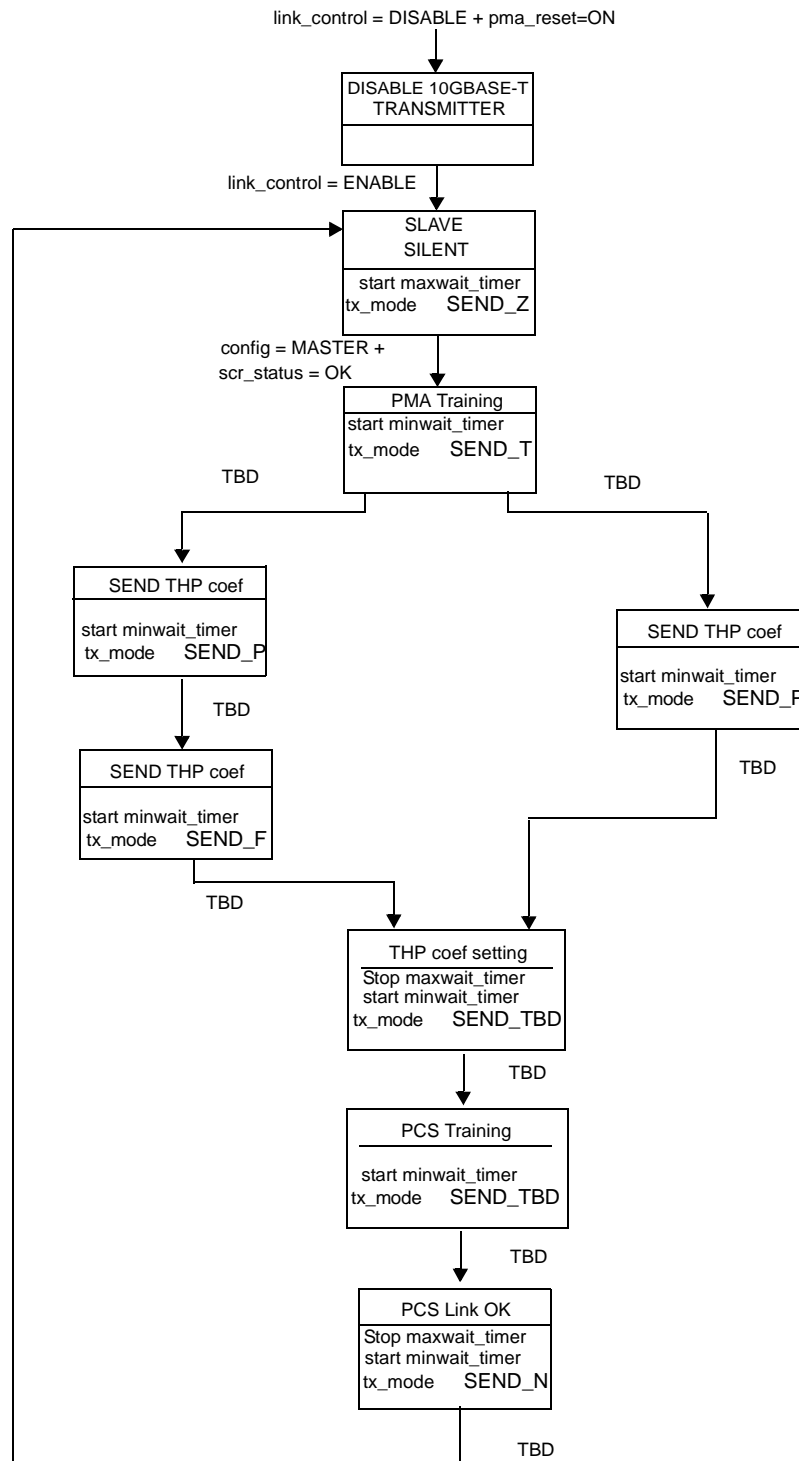 link_control = DISABLE + pma_reset=ON
DISABLE 10GBASE-T
TRANSMITTER
link_control = ENABLE
SLAVE
SILENT
start maxwait_timer
tx_mode SEND_Z
config = MASTER +
scr_status = OK
PMA Training
start minwait_timer
tx_mode SEND_T
TBD
TBD
SEND THP coef
start minwait_timer
tx_mode SEND_P
TBD
SEND THP coef
start minwait_timer
tx_mode SEND_F
TBD
SEND THP coef
start minwait_timer
tx_mode
TBD
THP coef setting
Stop maxwait_timer
start minwait_timer
tx_mode SEND_TBD
TBD
PCS Training
start minwait_timer
tx_mode SEND_TBD
TBD
PCS Link OK
Stop maxwait_timer
start minwait_timer
tx_mode SEND_N
TBD